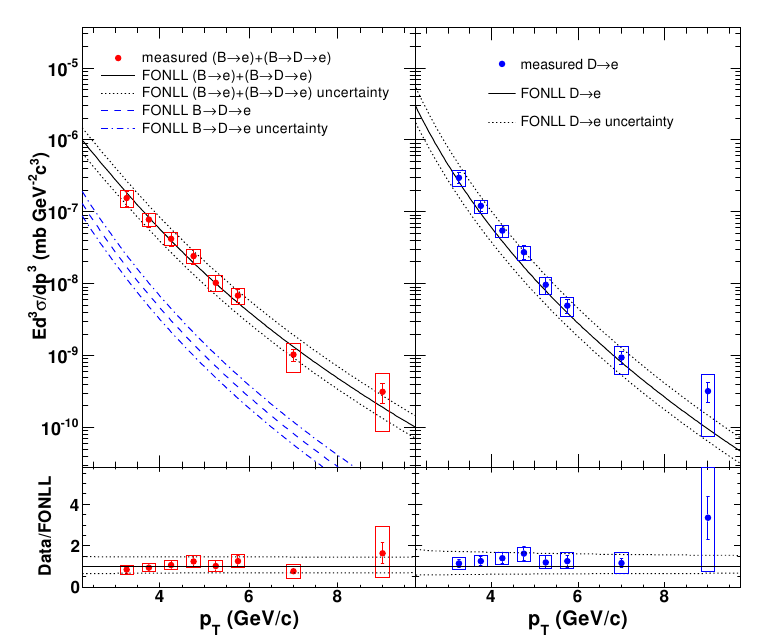 measured (B→e)+(B→D→e)
FONLL (B→e)+(B→D→e)
FONLL (B→e)+(B→D→e) uncertainty
FONLL B→D→e
FONLL B→D→e uncertainty
measured D→e
FONLL D→e
FONLL D→e uncertainty
Ed³σ/dp³ (mb GeV⁻²c³)
10⁻⁵
10⁻⁶
10⁻⁷
10⁻⁸
10⁻⁹
10⁻¹⁰
Data/FONLL
4
2
0
4 6 8
4 6 8
p_T (GeV/c)
p_T (GeV/c)